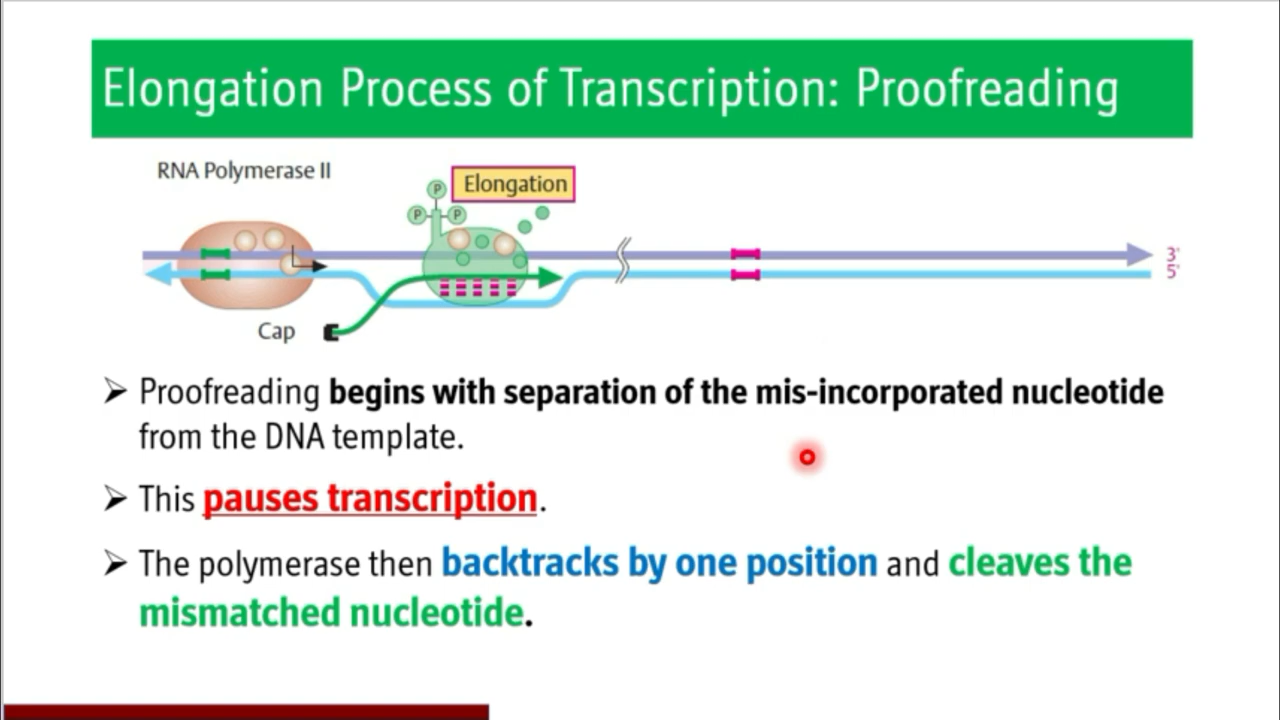 Elongation Process of Transcription: Proofreading
RNA Polymerase II
Elongation
P
P
P
3'
5'
Cap
➢ Proofreading begins with separation of the mis-incorporated nucleotide
from the DNA template.
➢ This pauses transcription.
➢ The polymerase then backtracks by one position and cleaves the
mismatched nucleotide.